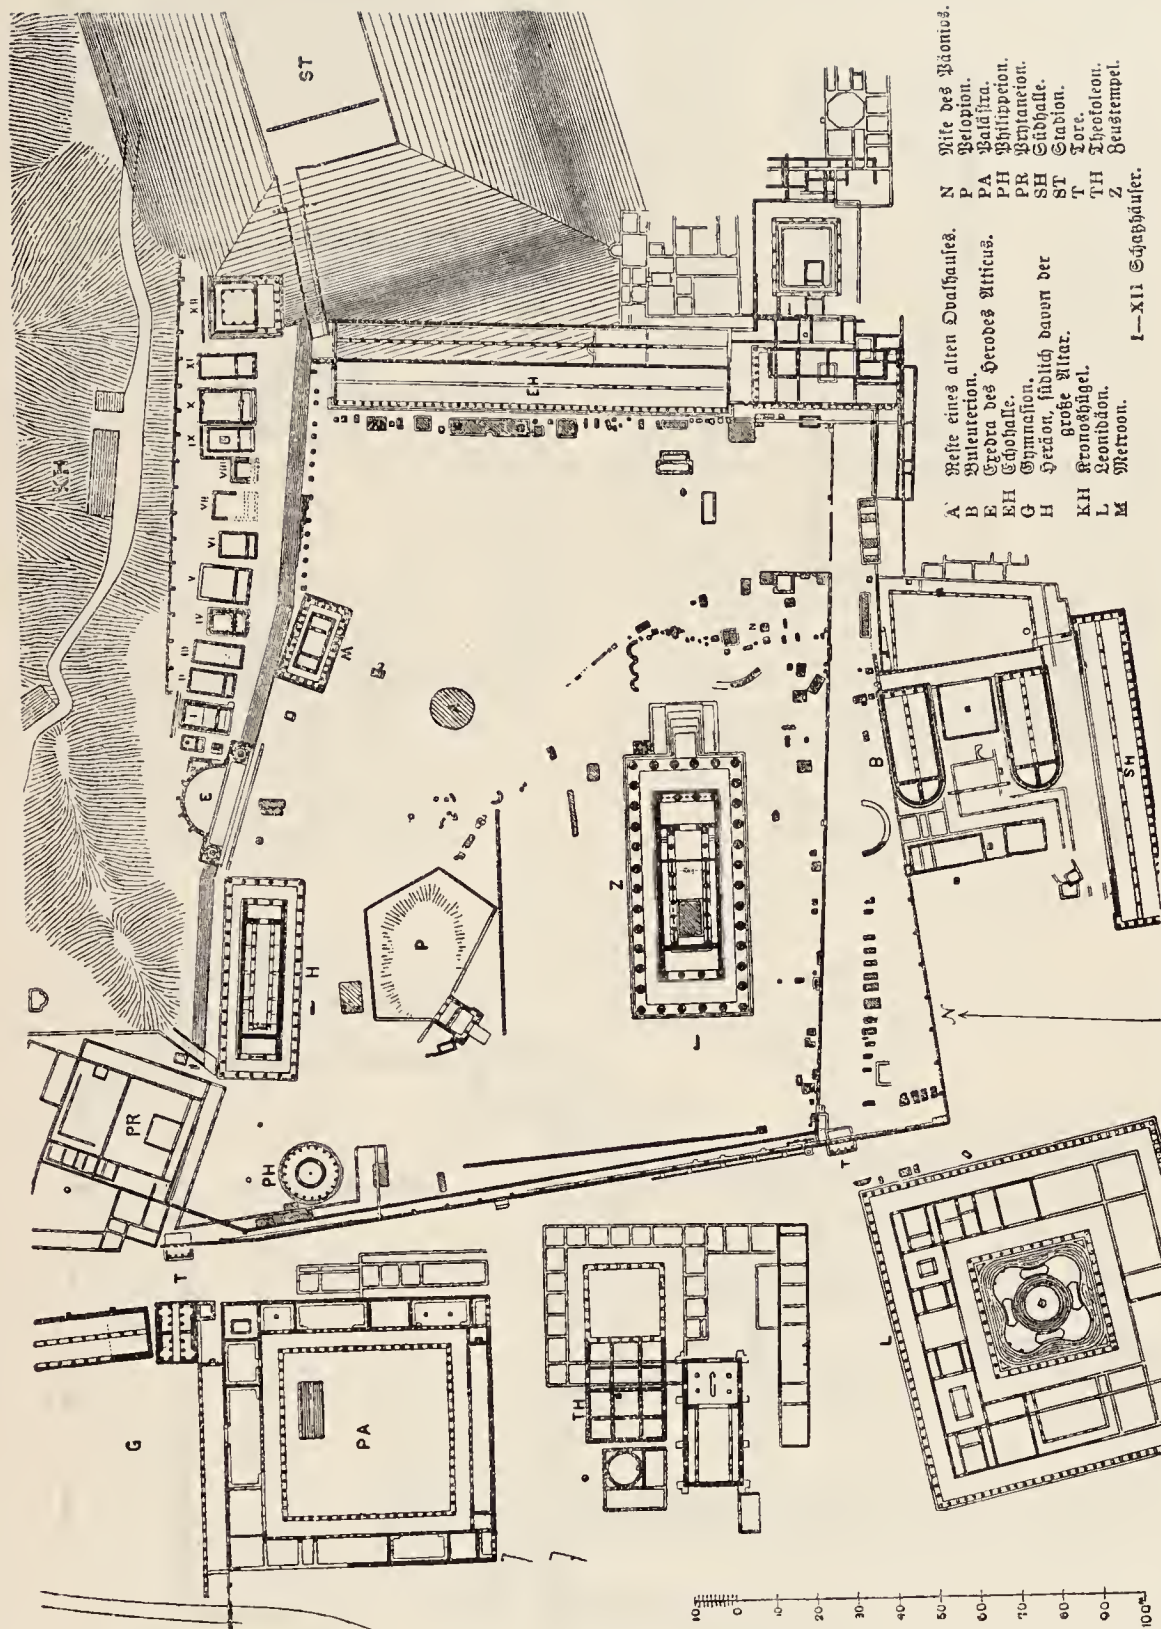 G
T
PR
KH
ST
PA
PH
H
E
I
II
III
IV
V
VI
VII
VIII
IX
X
XI
XII
M
P
A
EH
TH
Z
N
T
B
L
SH
N
10
0
10
20
30
40
50
60
70
80
90
100 m
A Reste eines alten Ovalhauses.
B Buleuterion.
E Exedra des Herodes Atticus.
EH Echohalle.
G Gymnasion.
H Heräon, südlich davon der
große Altar.
KH Kronoshügel.
L Leonidäon.
M Metroon.
N Nike des Päonios.
P Pelopion.
PA Palästra.
PH Philippeion.
PR Prytaneion.
SH Südhalle.
ST Stadion.
T Tore.
TH Theokoleon.
Z Zeustempel.
I—XII Schatzhäuser.